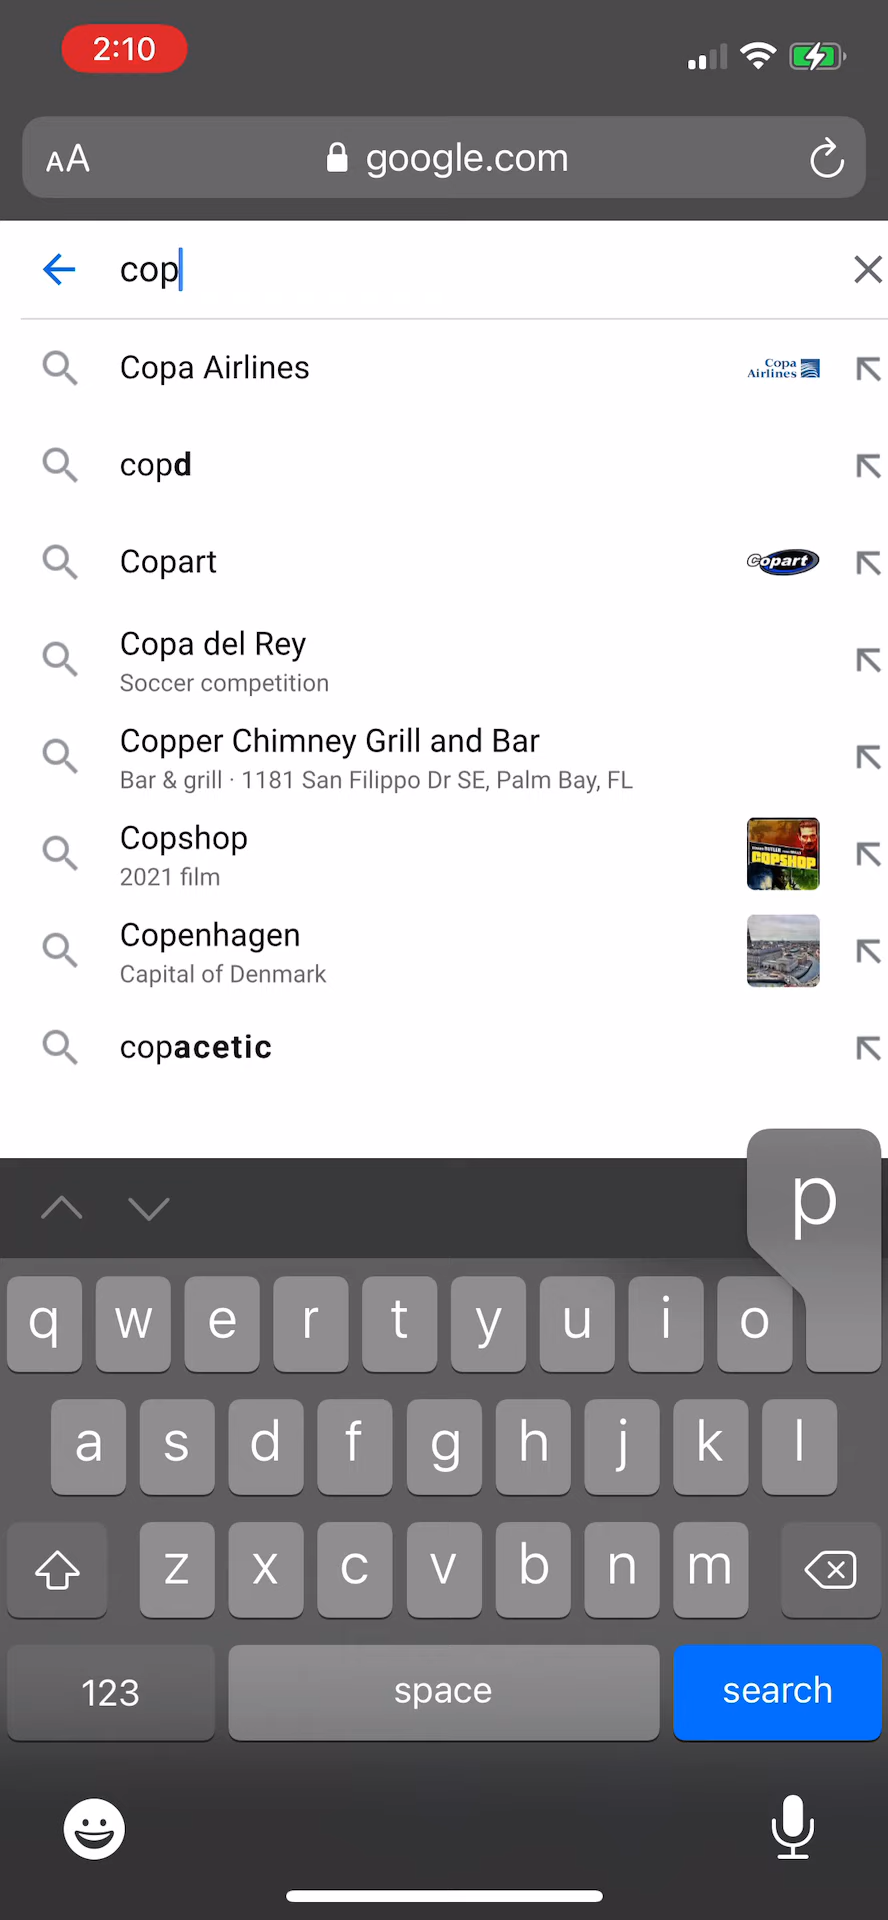 2:10
AA google.com
cop
Copa Airlines
Copa
Airlines
copd
Copart
Copart
Copa del Rey
Soccer competition
Copper Chimney Grill and Bar
Bar & grill · 1181 San Filippo Dr SE, Palm Bay, FL
Copshop
2021 film
COPSHOP
Copenhagen
Capital of Denmark
copacetic
p
q w e r t y u i o
a s d f g h j k l
z x c v b n m
123 space search